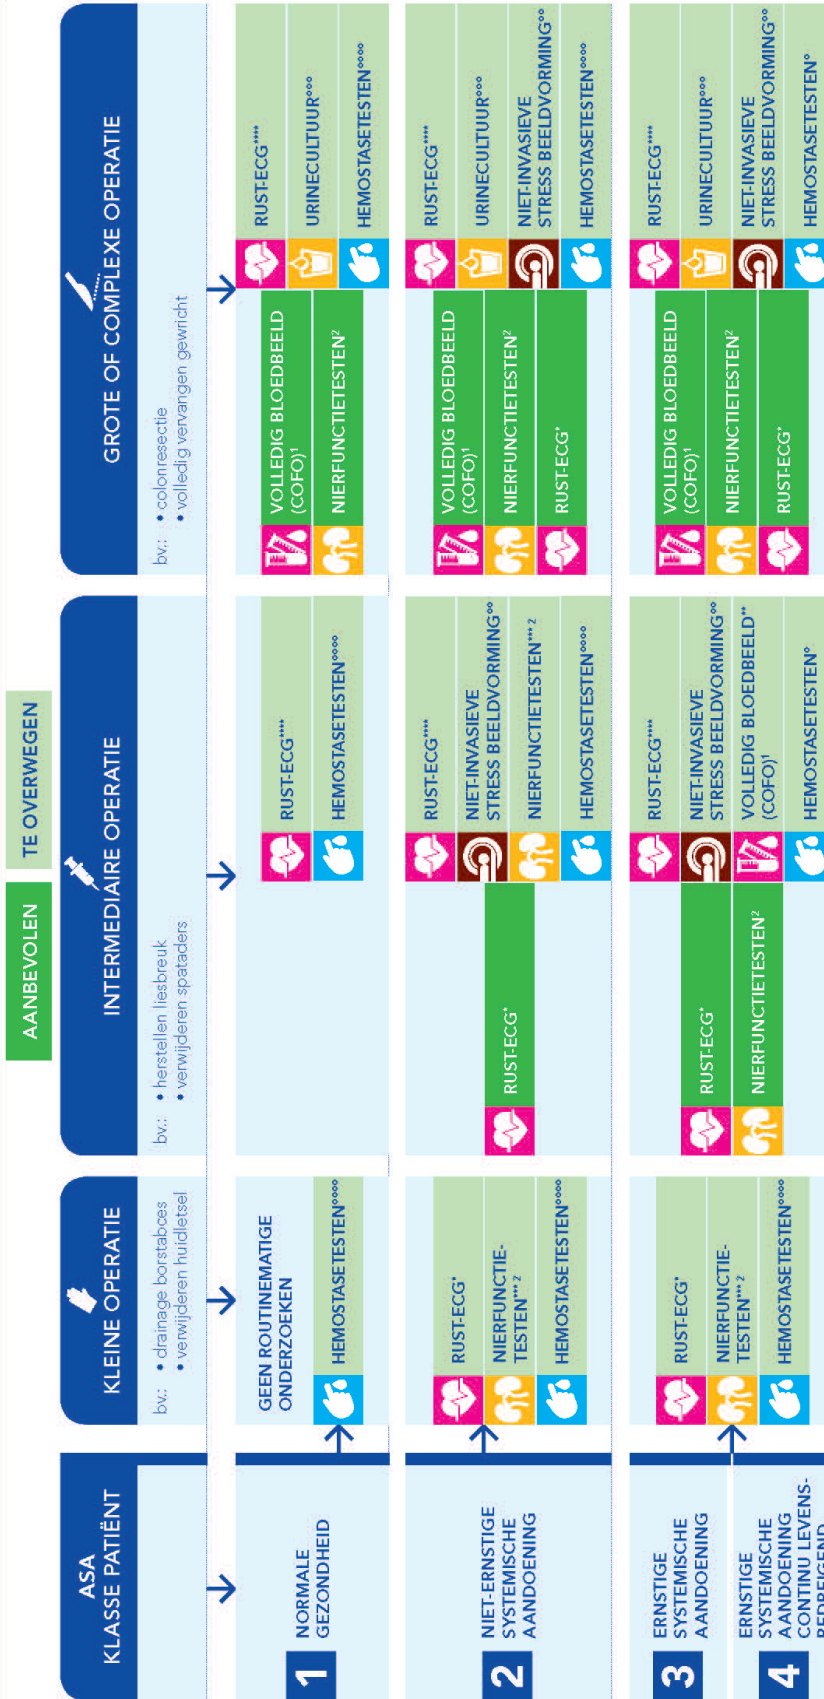 AANBEVOLEN
TE OVERWEGEN
ASA
KLASSE PATIËNT
KLEINE OPERATIE
bv.: • drainage borstabces
• verwijderen huidletsel
INTERMEDIAIRE OPERATIE
bv.: • herstellen liesbreuk
• verwijderen spataders
GROTE OF COMPLEXE OPERATIE
bv.: • colonresectie
• volledig vervangen gewricht
1
NORMALE
GEZONDHEID
GEEN ROUTINEMATIGE
ONDERZOEKEN
HEMOSTASETESTEN°°°°
RUST-ECG****
HEMOSTASETESTEN°°°°
VOLLEDIG BLOEDBEELD
(COFO)¹
NIERFUNCTIETESTEN²
RUST-ECG****
URINECULTUUR°°°
HEMOSTASETESTEN°°°°
2
NIET-ERNSTIGE
SYSTEMISCHE
AANDOENING
RUST-ECG*
NIERFUNCTIE-
TESTEN*** ²
HEMOSTASETESTEN°°°°
RUST-ECG*
RUST-ECG****
NIET-INVASIEVE
STRESS BEELDVORMING°°
NIERFUNCTIETESTEN*** ²
HEMOSTASETESTEN°°°°
VOLLEDIG BLOEDBEELD
(COFO)¹
NIERFUNCTIETESTEN²
RUST-ECG*
RUST-ECG****
URINECULTUUR°°°
NIET-INVASIEVE
STRESS BEELDVORMING°°
HEMOSTASETESTEN°°°°
3
ERNSTIGE
SYSTEMISCHE
AANDOENING
4
ERNSTIGE
SYSTEMISCHE
AANDOENING
CONTINU LEVENS-
BEDREIGEND
RUST-ECG*
NIERFUNCTIE-
TESTEN*** ²
HEMOSTASETESTEN°°°°
RUST-ECG*
NIERFUNCTIETESTEN²
RUST-ECG****
NIET-INVASIEVE
STRESS BEELDVORMING°°
VOLLEDIG BLOEDBEELD**
(COFO)¹
HEMOSTASETESTEN°
VOLLEDIG BLOEDBEELD
(COFO)¹
NIERFUNCTIETESTEN²
RUST-ECG*
RUST-ECG****
URINECULTUUR°°°
NIET-INVASIEVE
STRESS BEELDVORMING°°
HEMOSTASETESTEN°